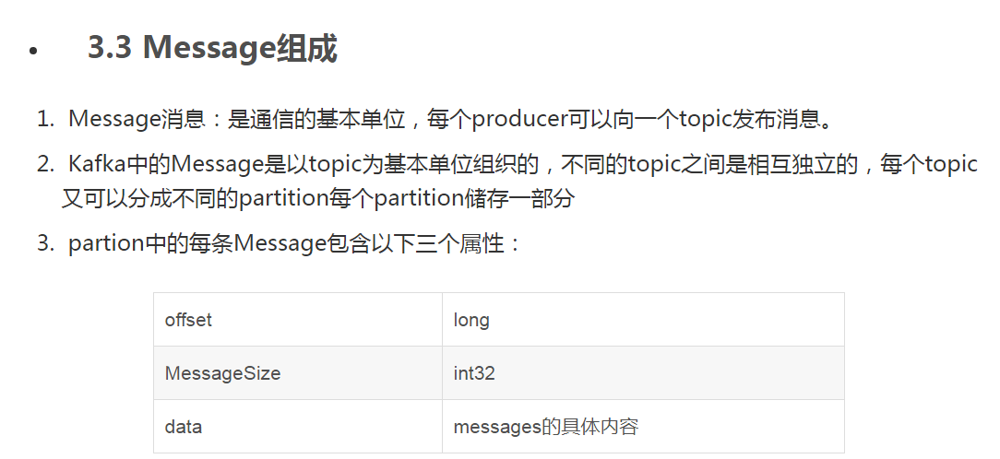 3.3 Message组成
1. Message消息：是通信的基本单位，每个producer可以向一个topic发布消息。
2. Kafka中的Message是以topic为基本单位组织的，不同的topic之间是相互独立的，每个topic
又可以分成不同的partition每个partition储存一部分
3. partion中的每条Message包含以下三个属性：
offset long
MessageSize int32
data messages的具体内容